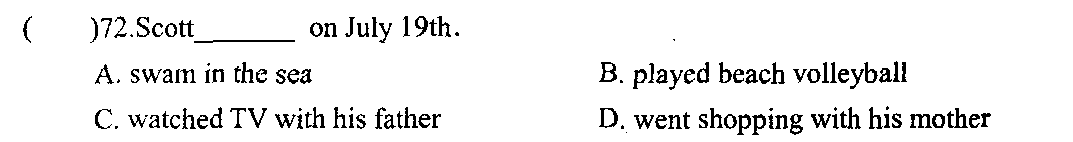 ( )72.Scott_______ on July 19th.
A. swam in the sea B. played beach volleyball
C. watched TV with his father D. went shopping with his mother